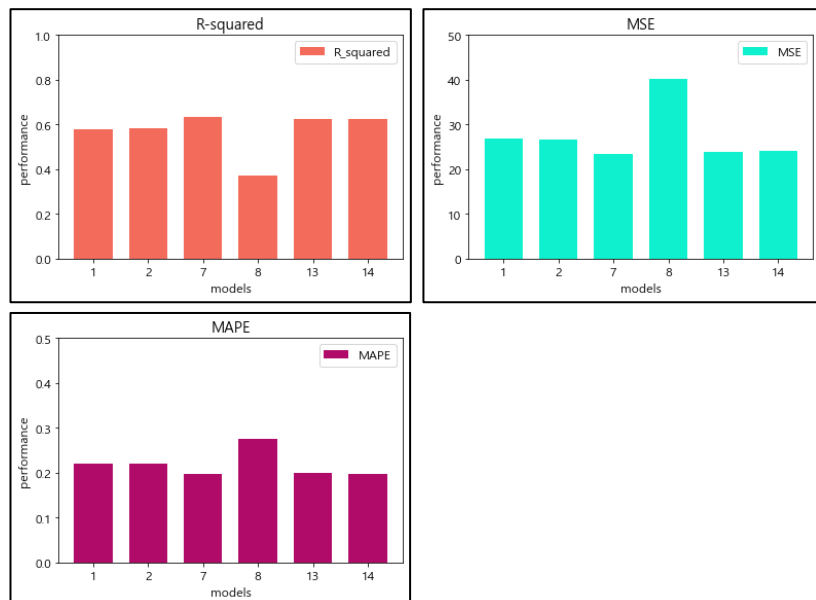 R-squared
1.0
0.8
0.6
0.4
0.2
0.0
performance
R_squared
1 2 7 8 13 14
models
MSE
50
40
30
20
10
0
performance
MSE
1 2 7 8 13 14
models
MAPE
0.5
0.4
0.3
0.2
0.1
0.0
performance
MAPE
1 2 7 8 13 14
models